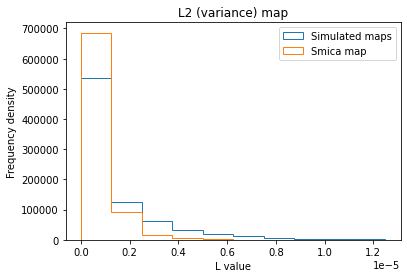 L2 (variance) map
Simulated maps
Smica map
Frequency density
700000
600000
500000
400000
300000
200000
100000
0
0.0 0.2 0.4 0.6 0.8 1.0 1.2
1e−5
L value